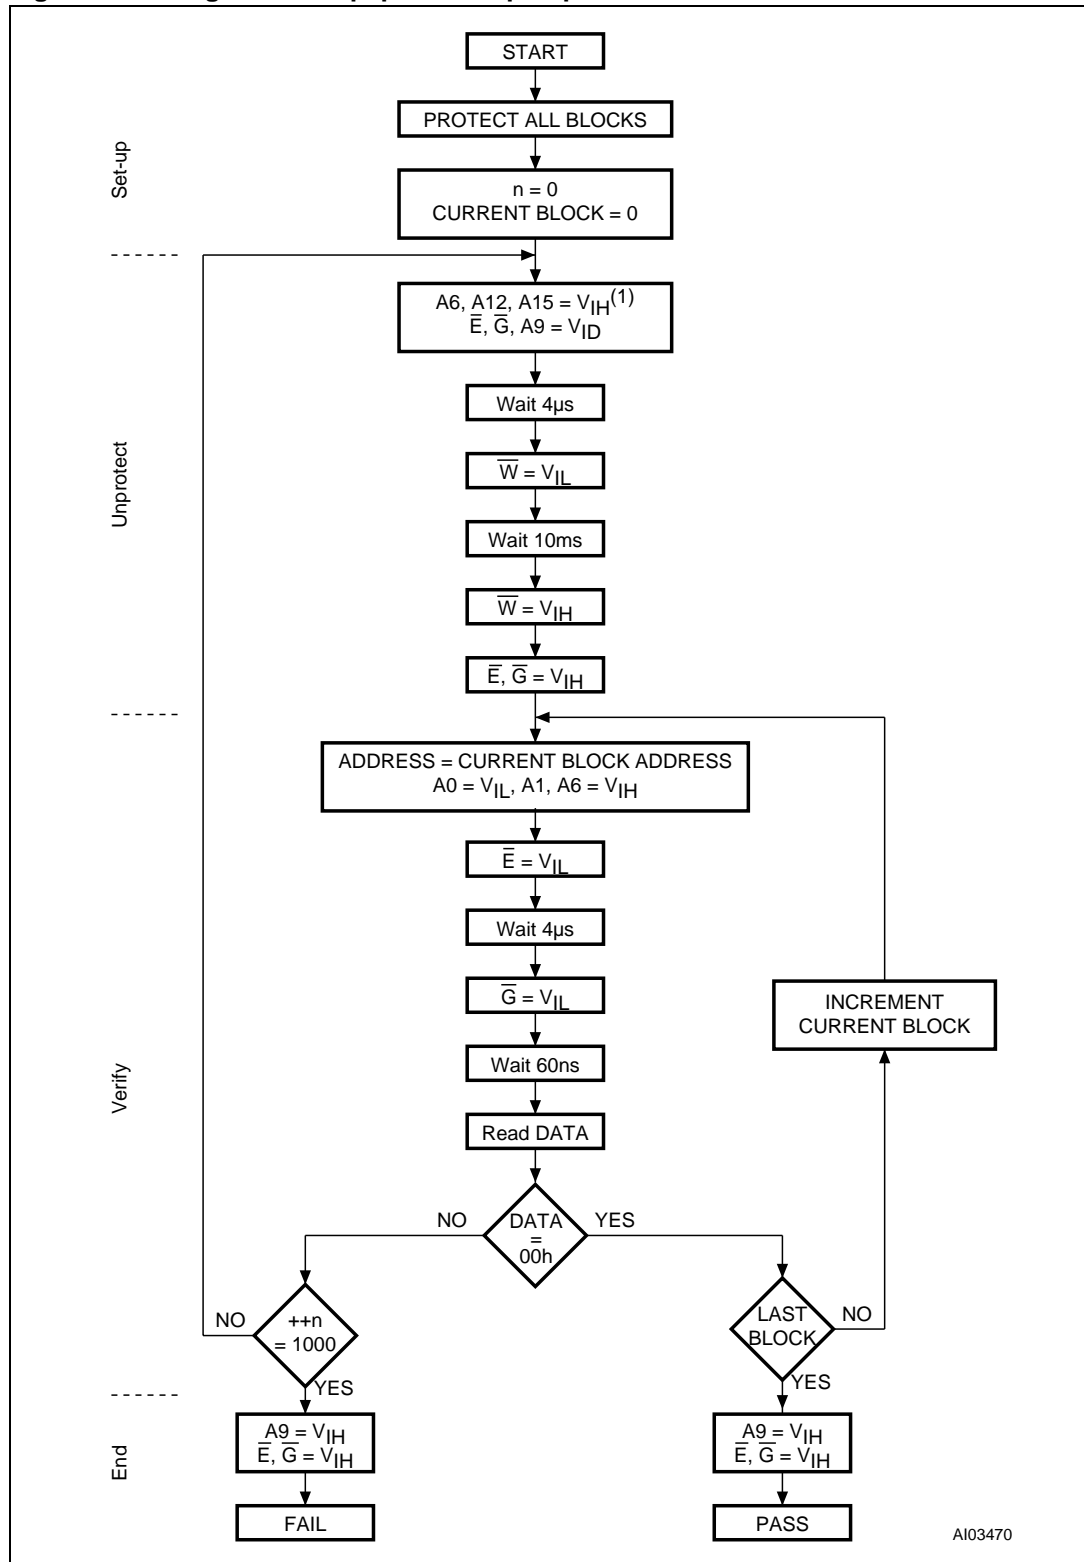 START
PROTECT ALL BLOCKS
Set-up
n = 0
CURRENT BLOCK = 0
A6, A12, A15 = VIH(1)
E̅, G̅, A9 = VID
Wait 4µs
Unprotect
W̅ = VIL
Wait 10ms
W̅ = VIH
E̅, G̅ = VIH
ADDRESS = CURRENT BLOCK ADDRESS
A0 = VIL, A1, A6 = VIH
E̅ = VIL
Wait 4µs
G̅ = VIL
INCREMENT
CURRENT BLOCK
Wait 60ns
Verify
Read DATA
NO
DATA
=
00h
YES
NO
++n
= 1000
LAST
BLOCK
NO
YES
YES
End
A9 = VIH
E̅, G̅ = VIH
A9 = VIH
E̅, G̅ = VIH
FAIL
PASS
AI03470